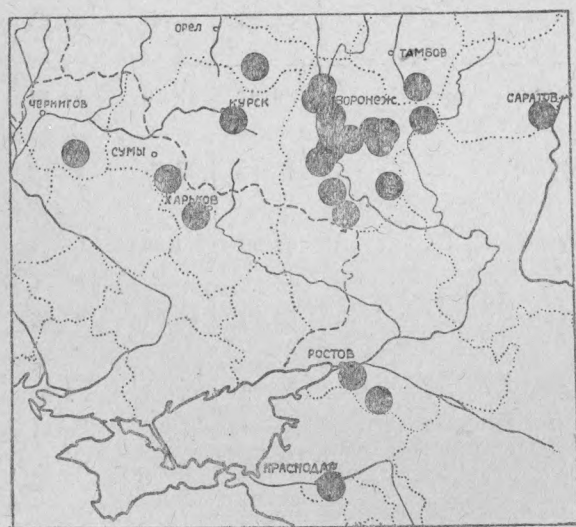 ОРЕЛ
ТАМБОВ
ЧЕРНИГОВ
КУРСК
ВОРОНЕЖ.
САРАТОВ
СУМЫ
ХАРЬКОВ
РОСТОВ
КРАСНОДАР